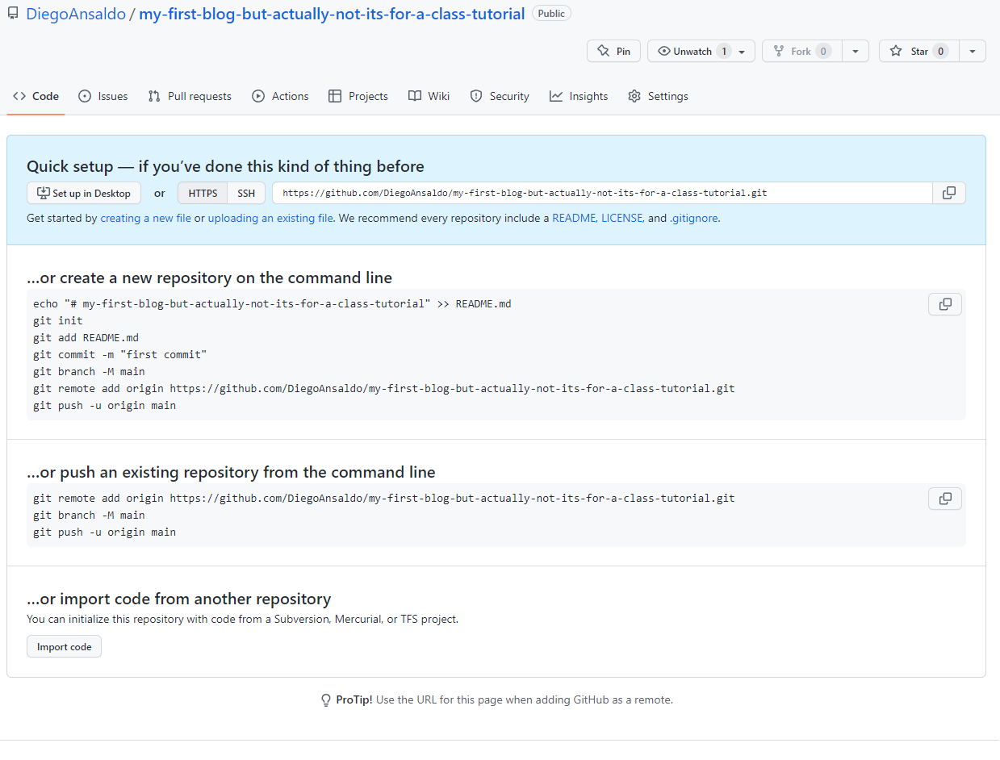 DiegoAnsaldo / my-first-blog-but-actually-not-its-for-a-class-tutorial Public
Pin Unwatch 1 Fork 0 Star 0
Code Issues Pull requests Actions Projects Wiki Security Insights Settings
Quick setup — if you’ve done this kind of thing before
Set up in Desktop or HTTPS SSH https://github.com/DiegoAnsaldo/my-first-blog-but-actually-not-its-for-a-class-tutorial.git
Get started by creating a new file or uploading an existing file. We recommend every repository include a README, LICENSE, and .gitignore.
…or create a new repository on the command line
echo "# my-first-blog-but-actually-not-its-for-a-class-tutorial" >> README.md
git init
git add README.md
git commit -m "first commit"
git branch -M main
git remote add origin https://github.com/DiegoAnsaldo/my-first-blog-but-actually-not-its-for-a-class-tutorial.git
git push -u origin main
…or push an existing repository from the command line
git remote add origin https://github.com/DiegoAnsaldo/my-first-blog-but-actually-not-its-for-a-class-tutorial.git
git branch -M main
git push -u origin main
…or import code from another repository
You can initialize this repository with code from a Subversion, Mercurial, or TFS project.
Import code
ProTip! Use the URL for this page when adding GitHub as a remote.